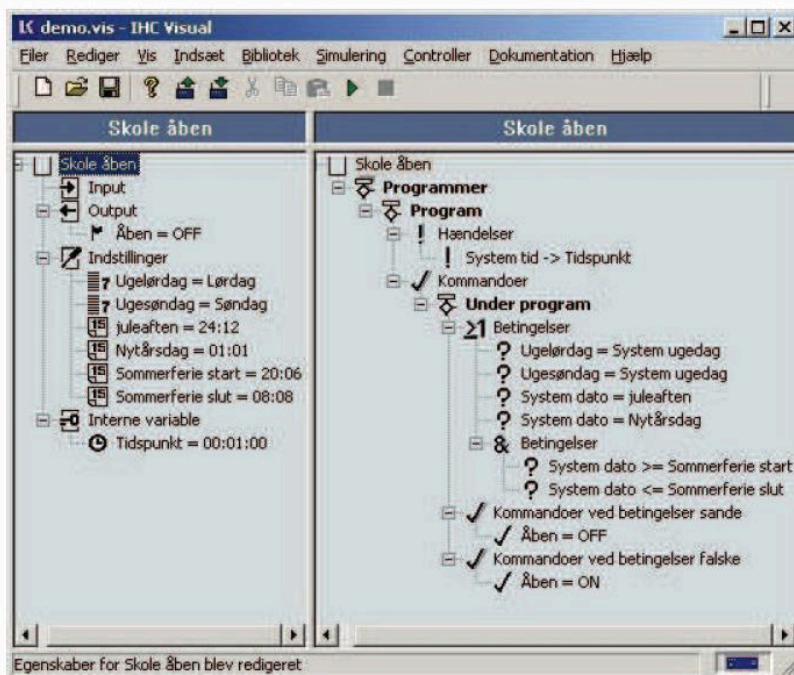 demo.vis - IHC Visual
Filer Rediger Vis Indsæt Bibliotek Simulering Controller Dokumentation Hjælp
Skole åben
Skole åben
Input
Output
Åben = OFF
Indstillinger
Ugelørdag = Lørdag
Ugesøndag = Søndag
juleaften = 24:12
Nytårsdag = 01:01
Sommerferie start = 20:06
Sommerferie slut = 08:08
Interne variable
Tidspunkt = 00:01:00
Skole åben
Skole åben
Programmer
Program
Hændelser
System tid -> Tidspunkt
Kommandoer
Under program
≥1 Betingelser
Ugelørdag = System ugedag
Ugesøndag = System ugedag
System dato = juleaften
System dato = Nytårsdag
& Betingelser
System dato >= Sommerferie start
System dato <= Sommerferie slut
Kommandoer ved betingelser sande
Åben = OFF
Kommandoer ved betingelser falske
Åben = ON
Egenskaber for Skole åben blev redigeret